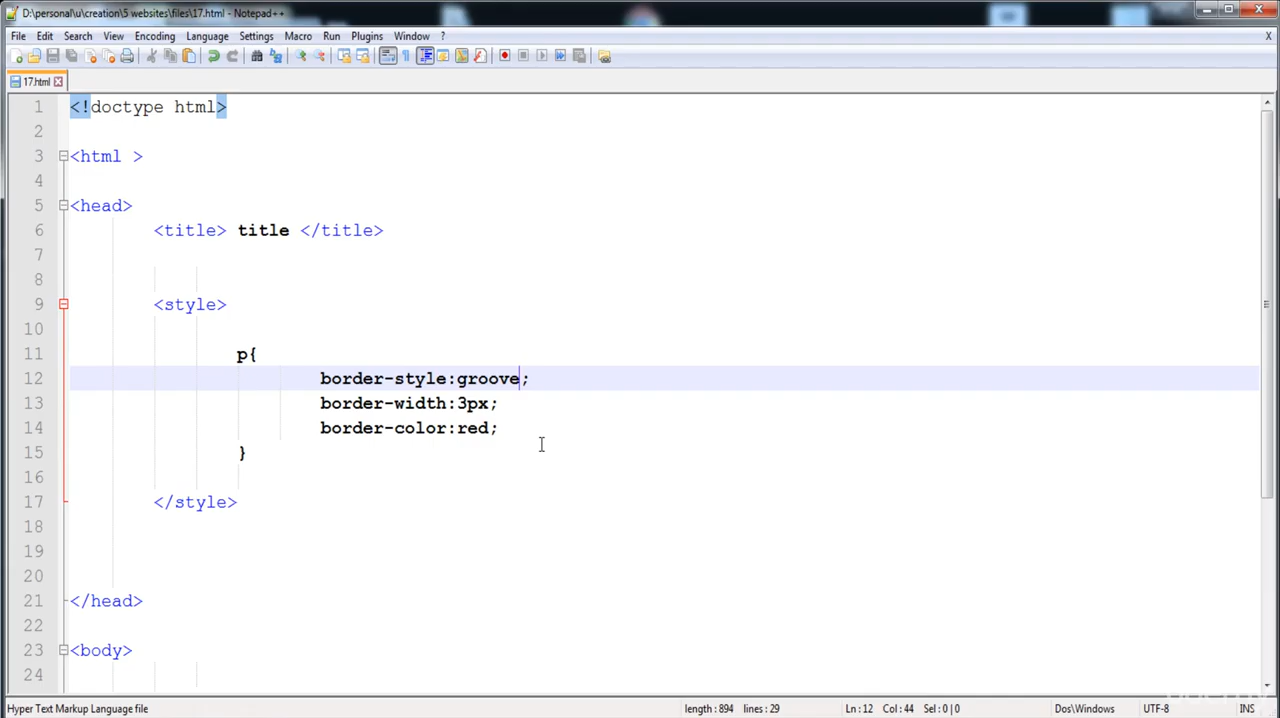 D:\personal\u\creation\5 websites\files\17.html - Notepad++
File Edit Search View Encoding Language Settings Macro Run Plugins Window ?
X
17.html
1 <!doctype html>
2
3 <html >
4
5 <head>
6 <title> title </title>
7
8
9 <style>
10
11 p{
12 border-style:groove;
13 border-width:3px;
14 border-color:red;
15 }
16
17 </style>
18
19
20
21 </head>
22
23 <body>
24
Hyper Text Markup Language file length : 894 lines : 29 Ln : 12 Col : 44 Sel : 0 | 0 Dos\Windows UTF-8 INS